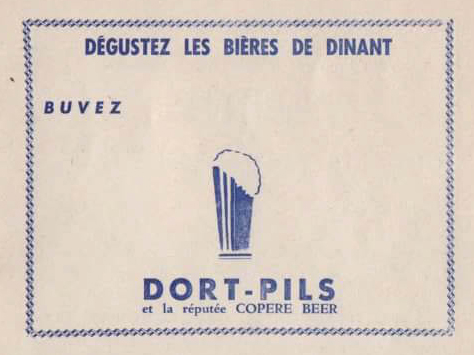 DÉGUSTEZ LES BIÈRES DE DINANT
BUVEZ
DORT-PILS
et la réputée COPERE BEER